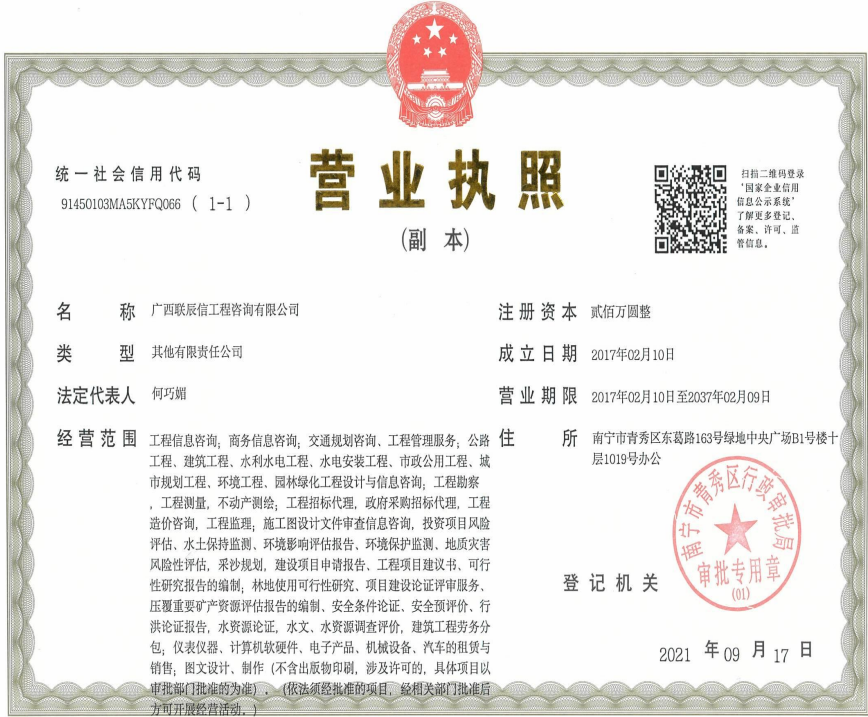 营业执照
(副 本)
统一社会信用代码
91450103MA5KYFQ066 ( 1-1 )
扫描二维码登录
“国家企业信用
信息公示系统”
了解更多登记、
备案、许可、监
管信息。
名 称 广西联辰信工程咨询有限公司
类 型 其他有限责任公司
法定代表人 何巧媚
经营范围 工程信息咨询; 商务信息咨询; 交通规划咨询、工程管理服务; 公路
工程、建筑工程、水利水电工程、水电安装工程、市政公用工程、城
市规划工程、环境工程、园林绿化工程设计与信息咨询; 工程勘察
, 工程测量, 不动产测绘; 工程招标代理, 政府采购招标代理, 工程
造价咨询, 工程监理; 施工图设计文件审查信息咨询, 投资项目风险
评估、水土保持监测、环境影响评估报告、环境保护监测、地质灾害
风险性评估, 采沙规划, 建设项目申请报告、工程项目建议书、可行
性研究报告的编制; 林地使用可行性研究、项目建设论证评审服务、
压覆重要矿产资源评估报告的编制、安全条件论证、安全预评价、行
洪论证报告, 水资源论证, 水文、水资源调查评价, 建筑工程劳务分
包; 仪表仪器、计算机软硬件、电子产品、机械设备、汽车的租赁与
销售; 图文设计、制作 (不含出版物印刷, 涉及许可的, 具体项目以
审批部门批准的为准) 。 (依法须经批准的项目, 经相关部门批准后
方可开展经营活动。)
注册资本 贰佰万圆整
成立日期 2017年02月10日
营业期限 2017年02月10日至2037年02月09日
住 所 南宁市青秀区东葛路163号绿地中央广场B1号楼十
层1019号办公
登记机关
南宁市青秀区行政审批局
审批专用章
(01)
2021 年 09 月 17 日